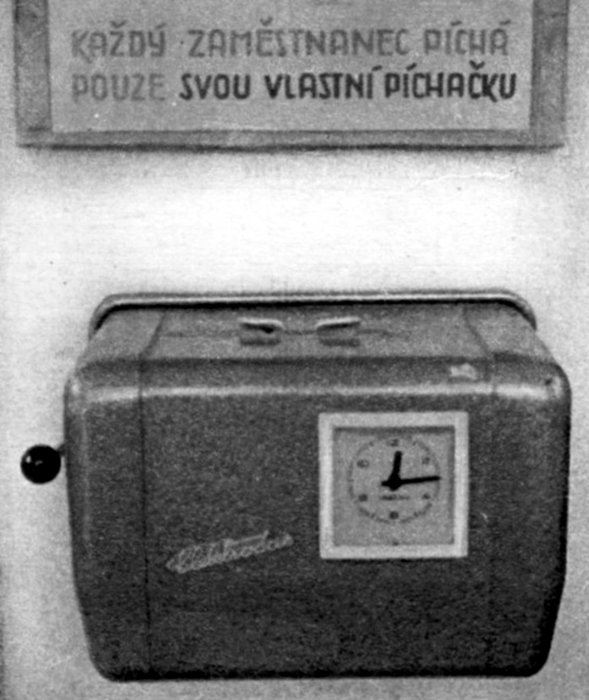 KAŽDÝ ZAMĚSTNANEC PÍCHÁ
POUZE SVOU VLASTNÍ PÍCHAČKU